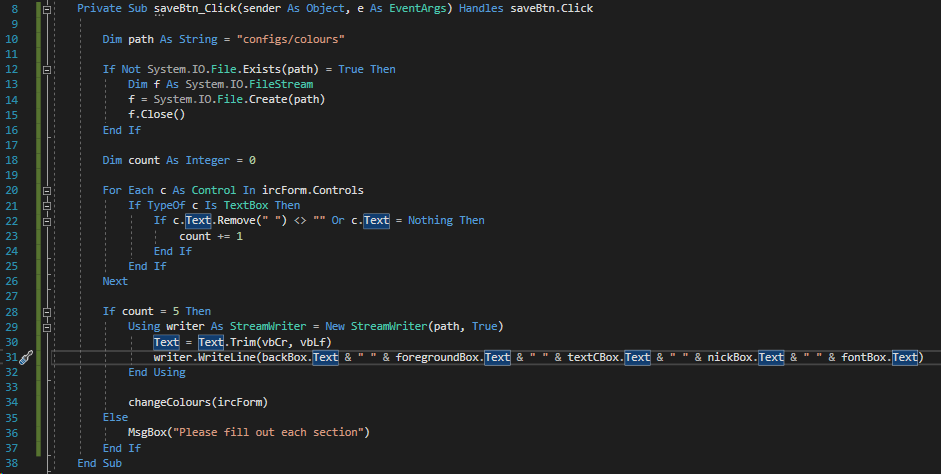 8 Private Sub saveBtn_Click(sender As Object, e As EventArgs) Handles saveBtn.Click
9
10 Dim path As String = "configs/colours"
11
12 If Not System.IO.File.Exists(path) = True Then
13 Dim f As System.IO.FileStream
14 f = System.IO.File.Create(path)
15 f.Close()
16 End If
17
18 Dim count As Integer = 0
19
20 For Each c As Control In ircForm.Controls
21 If TypeOf c Is TextBox Then
22 If c.Text.Remove(" ") <> "" Or c.Text = Nothing Then
23 count += 1
24 End If
25 End If
26 Next
27
28 If count = 5 Then
29 Using writer As StreamWriter = New StreamWriter(path, True)
30 Text = Text.Trim(vbCr, vbLf)
31 writer.WriteLine(backBox.Text & " " & foregroundBox.Text & " " & textCBox.Text & " " & nickBox.Text & " " & fontBox.Text)
32 End Using
33
34 changeColours(ircForm)
35 Else
36 MsgBox("Please fill out each section")
37 End If
38 End Sub